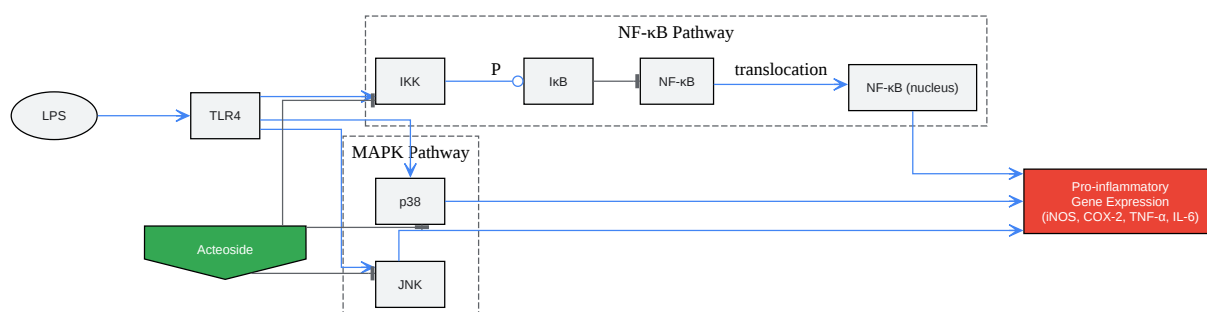 NF-κB Pathway
P
IKK
IκB
NF-κB
translocation
NF-κB (nucleus)
LPS
TLR4
MAPK Pathway
p38
Pro-inflammatory
Gene Expression
(iNOS, COX-2, TNF-α, IL-6)
Acteoside
JNK